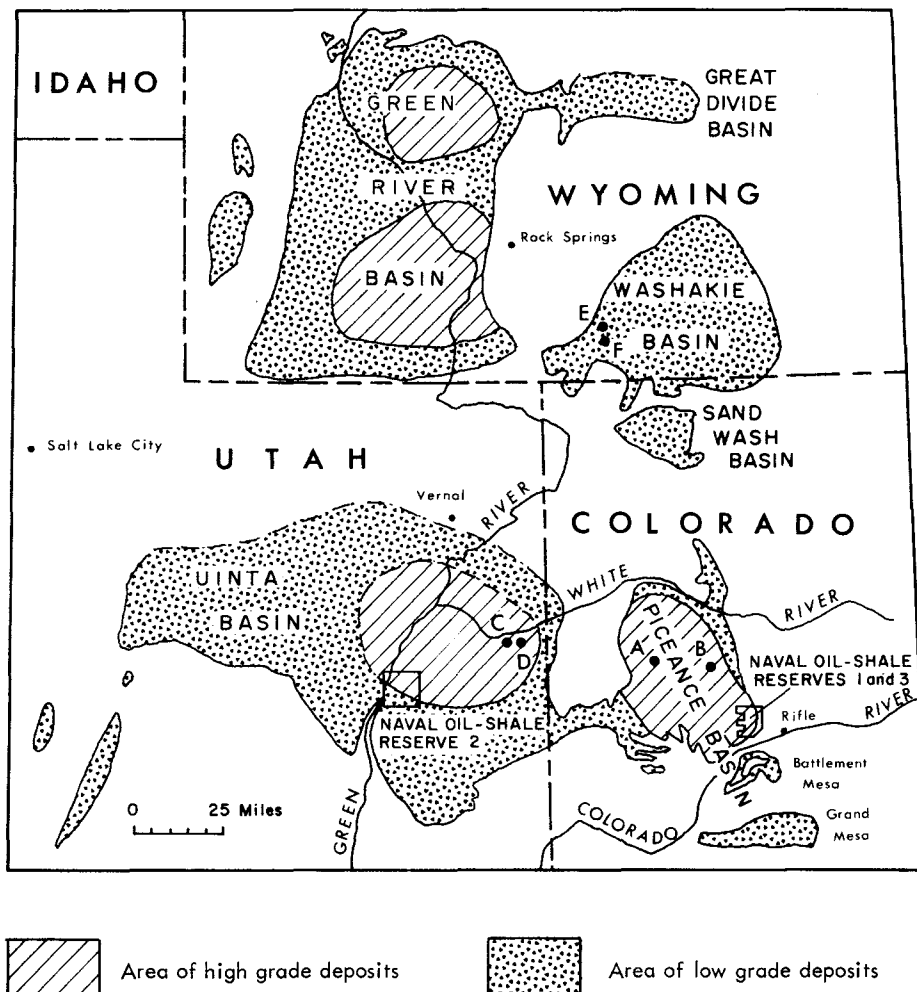 IDAHO
GREAT
DIVIDE
BASIN
GREEN
RIVER
BASIN
WYOMING
Rock Springs
WASHAKIE
BASIN
E
F
SAND
WASH
BASIN
Salt Lake City
UTAH
Vernal
RIVER
COLORADO
UINTA
BASIN
WHITE
RIVER
C
D
PICEANCE
BASIN
A
B
NAVAL OIL-SHALE
RESERVES 1 and 3
Rifle
RIVER
NAVAL OIL-SHALE
RESERVE 2
Battlement
Mesa
0 25 Miles
GREEN
COLORADO
Grand
Mesa
Area of high grade deposits
Area of low grade deposits